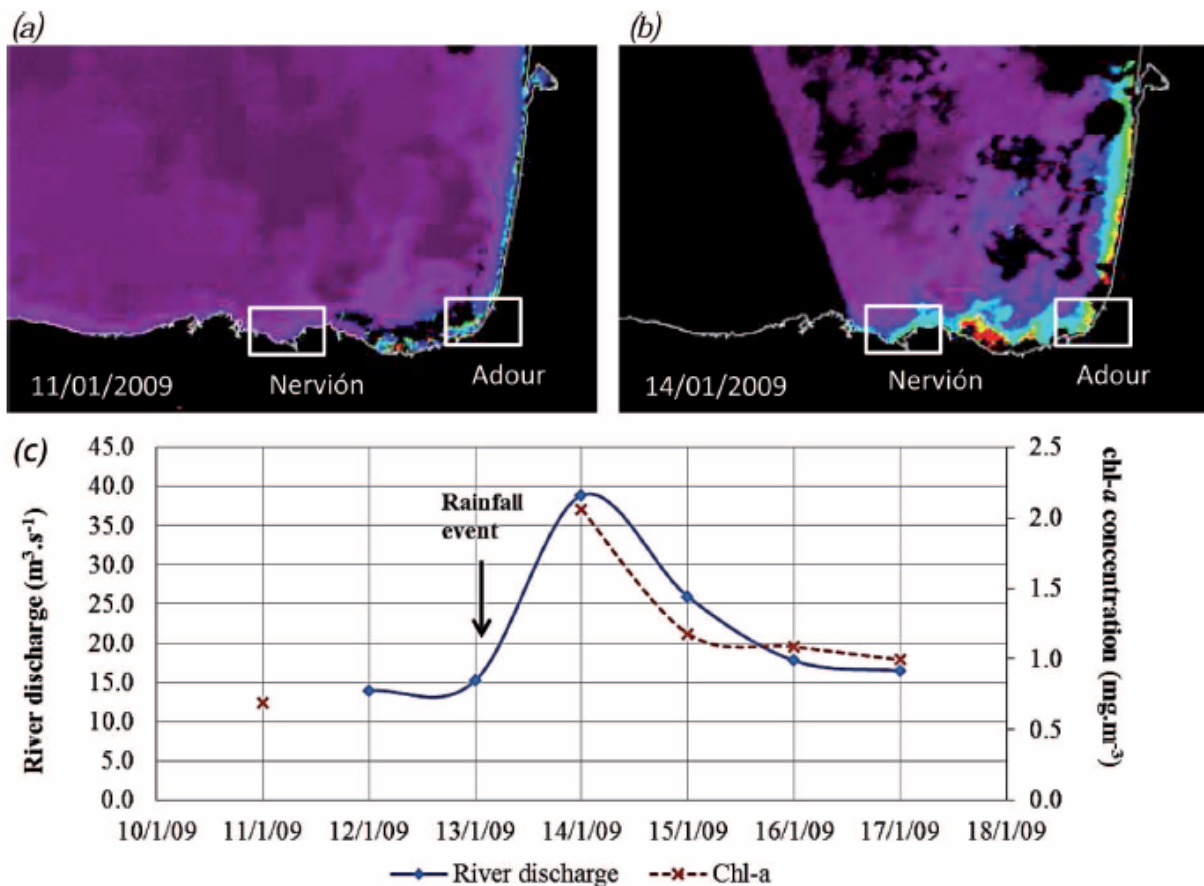 (a)
(b)
Nervión
Adour
11/01/2009
Nervión
Adour
14/01/2009
(c)
45.0
40.0
35.0
30.0
25.0
20.0
15.0
10.0
5.0
0.0
River discharge (m³.s⁻¹)
Rainfall
event
2.5
2.0
1.5
1.0
0.5
0.0
chl-a concentration (mg.m⁻³)
10/1/09 11/1/09 12/1/09 13/1/09 14/1/09 15/1/09 16/1/09 17/1/09 18/1/09
River discharge Chl-a